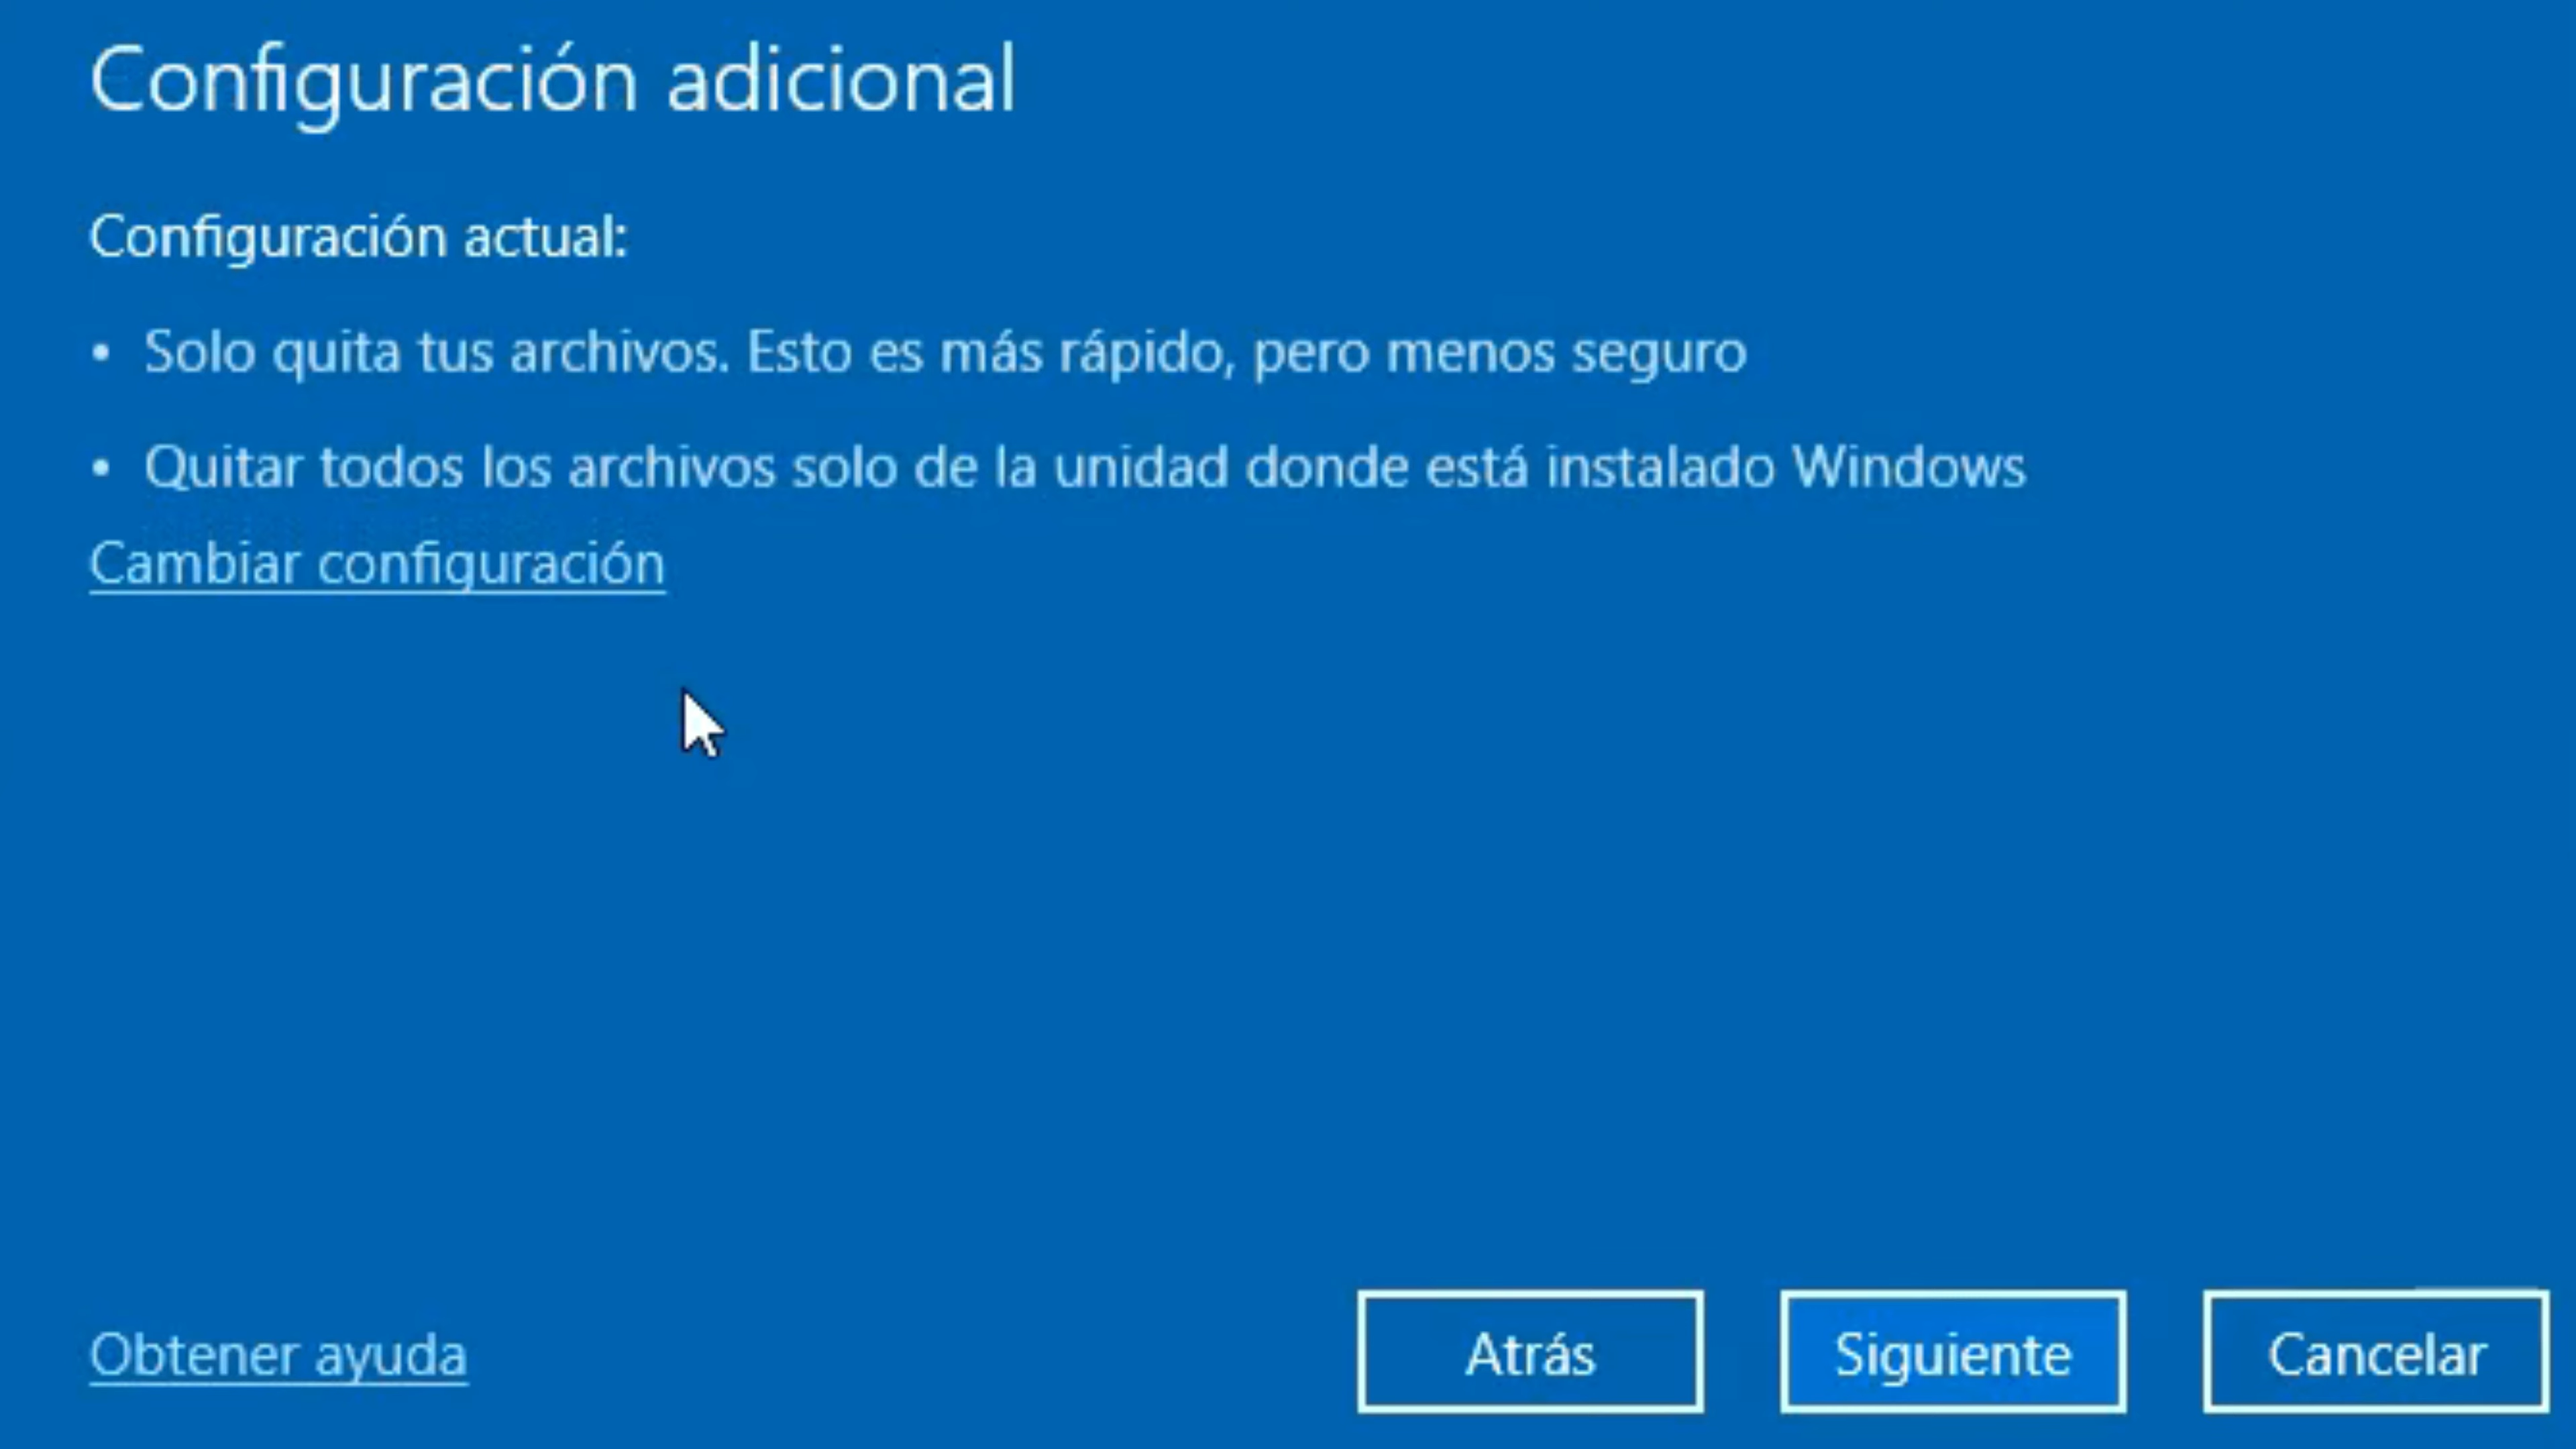 Configuración adicional
Configuración actual:
• Solo quita tus archivos. Esto es más rápido, pero menos seguro
• Quitar todos los archivos solo de la unidad donde está instalado Windows
Cambiar configuración
Obtener ayuda
Atrás
Siguiente
Cancelar